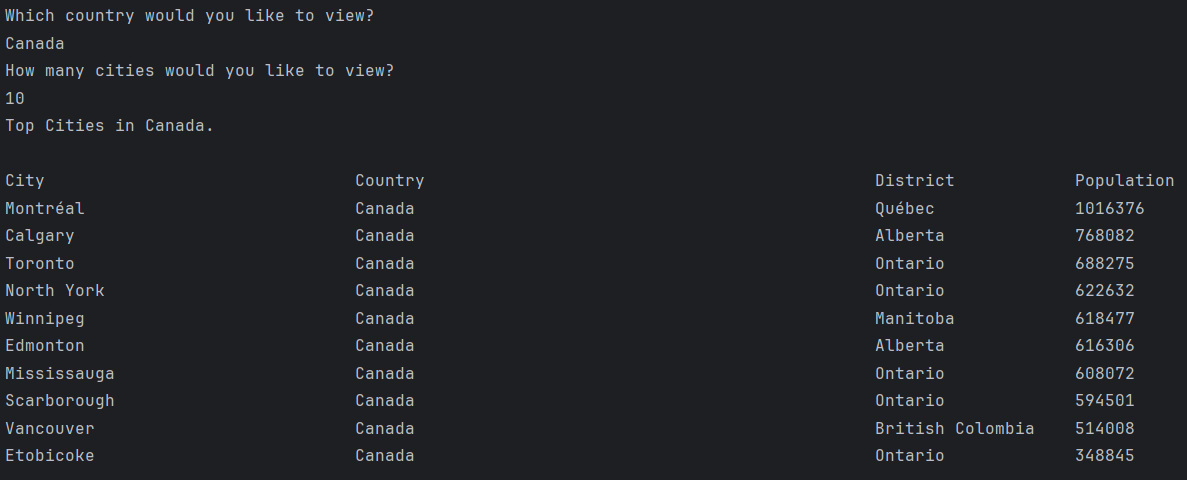 Which country would you like to view?
Canada
How many cities would you like to view?
10
Top Cities in Canada.
City Country District Population
Montréal Canada Québec 1016376
Calgary Canada Alberta 768082
Toronto Canada Ontario 688275
North York Canada Ontario 622632
Winnipeg Canada Manitoba 618477
Edmonton Canada Alberta 616306
Mississauga Canada Ontario 608072
Scarborough Canada Ontario 594501
Vancouver Canada British Colombia 514008
Etobicoke Canada Ontario 348845